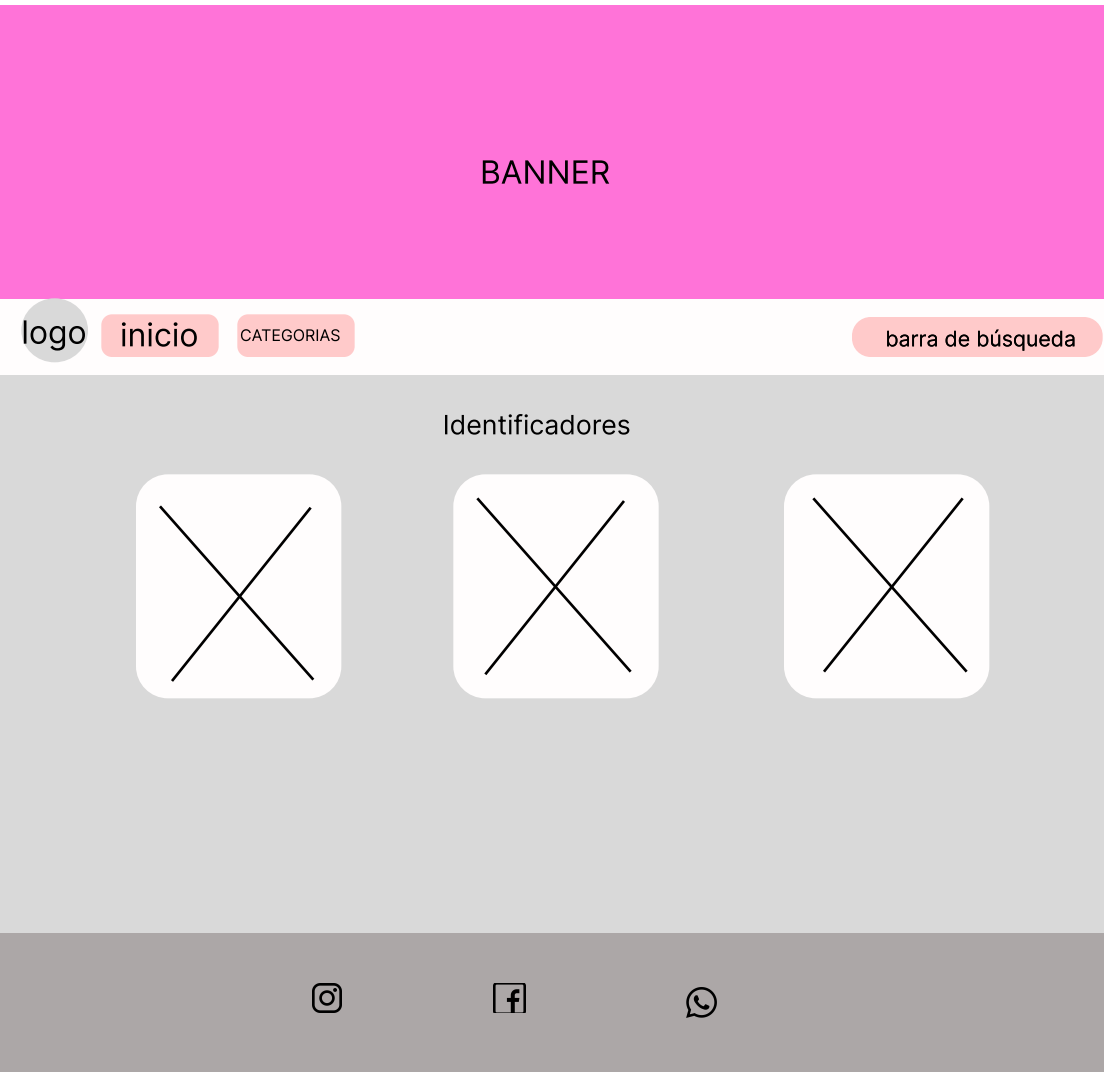 BANNER
logo
inicio
CATEGORIAS
barra de búsqueda
Identificadores